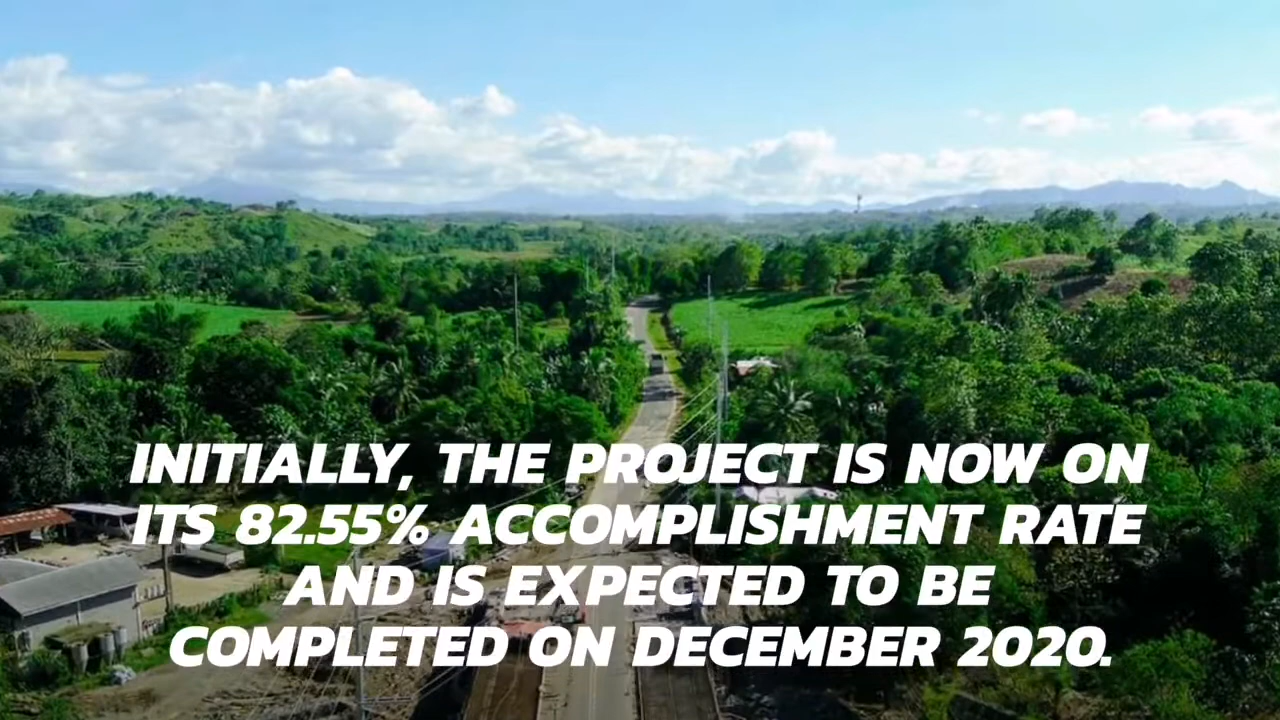 INITIALLY, THE PROJECT IS NOW ON
ITS 82.55% ACCOMPLISHMENT RATE
AND IS EXPECTED TO BE
COMPLETED ON DECEMBER 2020.